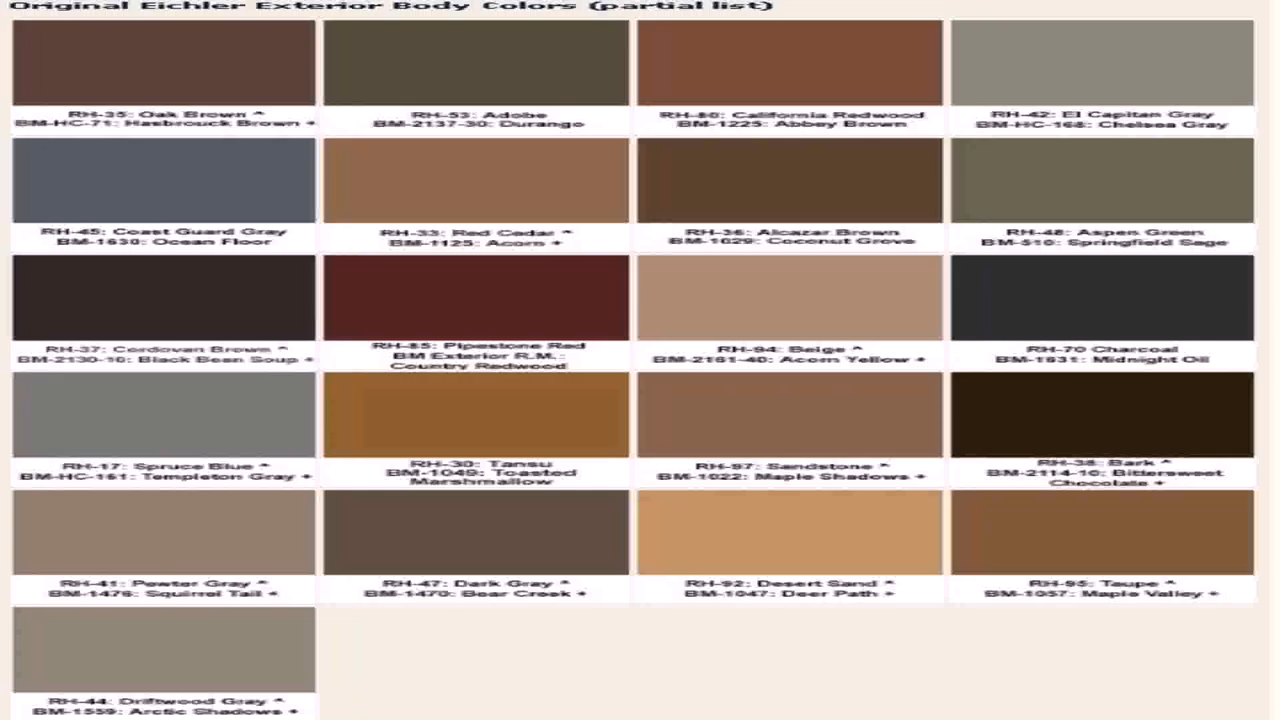 Original Eichler Exterior Body Colors (partial list)
RH-35: Oak Brown ^
BM-HC-71: Hasbrouck Brown +
RH-53: Adobe
BM-2137-30: Durango
RH-80: California Redwood
BM-1225: Abbey Brown
RH-42: El Capitan Gray
BM-HC-168: Chelsea Gray
RH-45: Coast Guard Gray
BM-1630: Ocean Floor
RH-33: Red Cedar ^
BM-1125: Acorn +
RH-36: Alcazar Brown
BM-1029: Coconut Grove
RH-48: Aspen Green
BM-510: Springfield Sage
RH-37: Cordovan Brown ^
BM-2130-10: Black Bean Soup +
RH-85: Pipestone Red
BM Exterior R.M.:
Country Redwood
RH-94: Beige ^
BM-2161-40: Acorn Yellow +
RH-70 Charcoal
BM-1631: Midnight Oil
RH-17: Spruce Blue ^
BM-HC-161: Templeton Gray +
RH-30: Tansu
BM-1049: Toasted
Marshmallow
RH-97: Sandstone ^
BM-1022: Maple Shadows +
RH-38: Bark ^
BM-2114-10: Bittersweet
Chocolate +
RH-41: Pewter Gray ^
BM-1476: Squirrel Tail +
RH-47: Dark Gray ^
BM-1470: Bear Creek +
RH-92: Desert Sand ^
BM-1047: Deer Path +
RH-95: Taupe ^
BM-1057: Maple Valley +
RH-44: Driftwood Gray ^
BM-1559: Arctic Shadows +